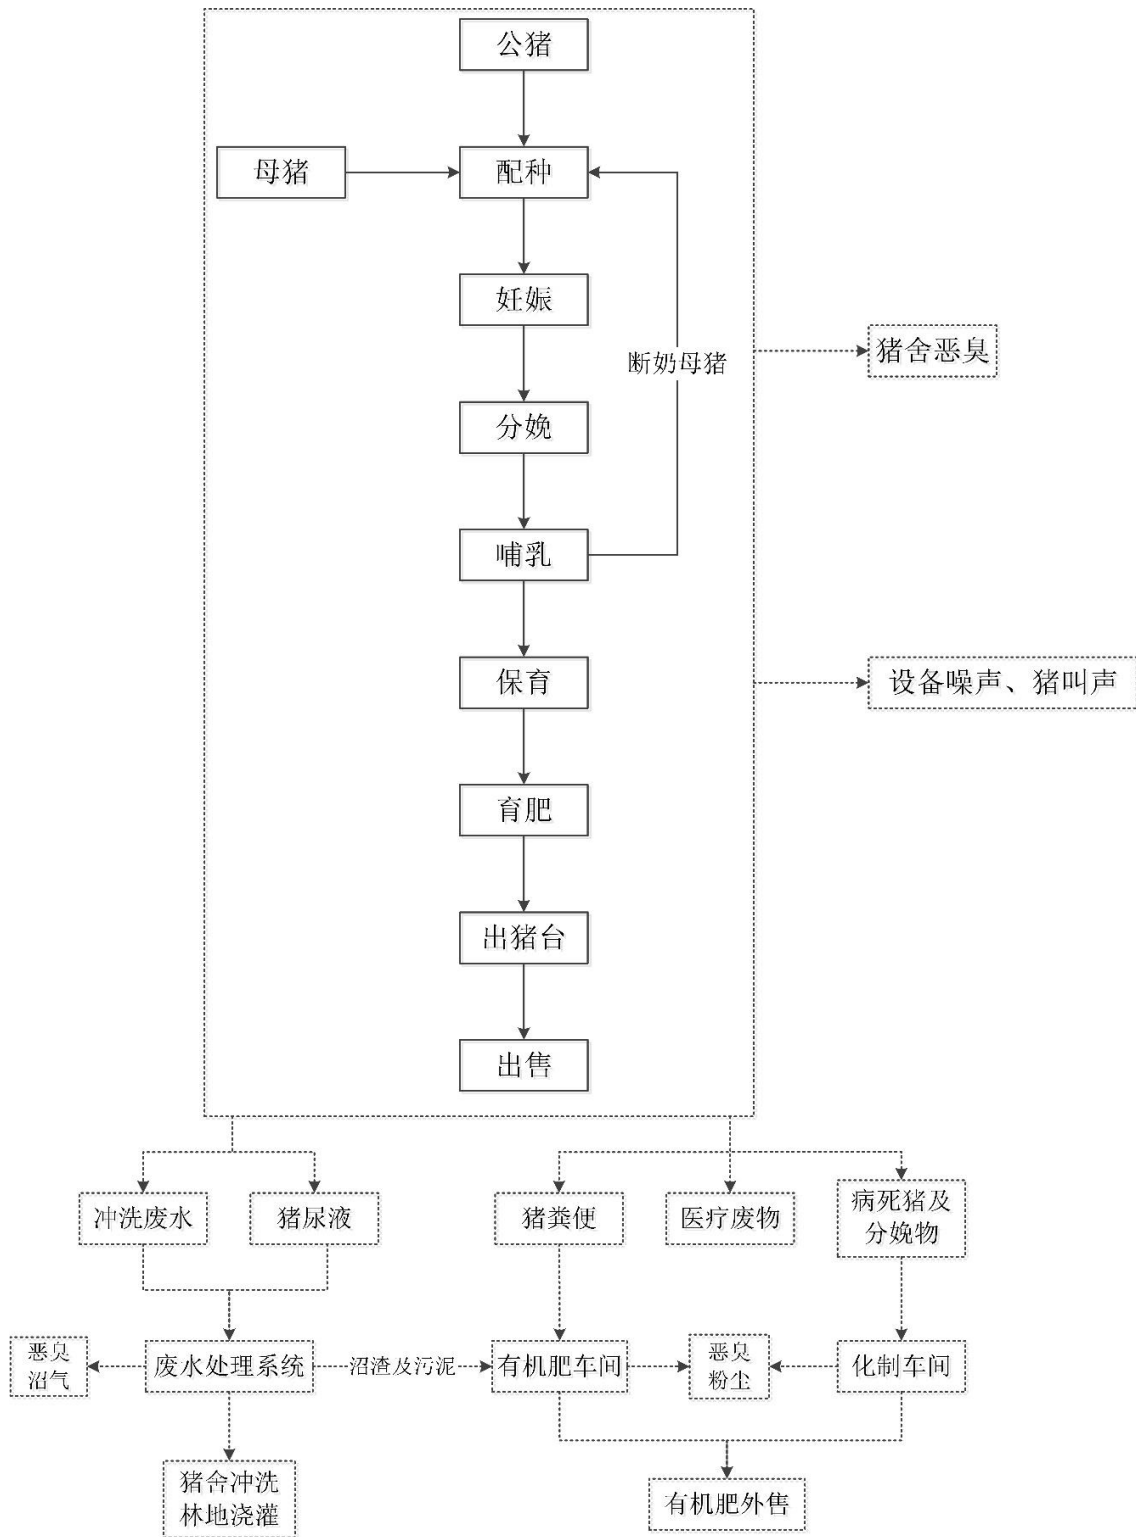 公猪
母猪
配种
妊娠
猪舍恶臭
断奶母猪
分娩
哺乳
保育
设备噪声、猪叫声
育肥
出猪台
出售
冲洗废水
猪尿液
猪粪便
医疗废物
病死猪及
分娩物
恶臭
沼气
废水处理系统
沼渣及污泥
有机肥车间
恶臭
粉尘
化制车间
猪舍冲洗
林地浇灌
有机肥外售